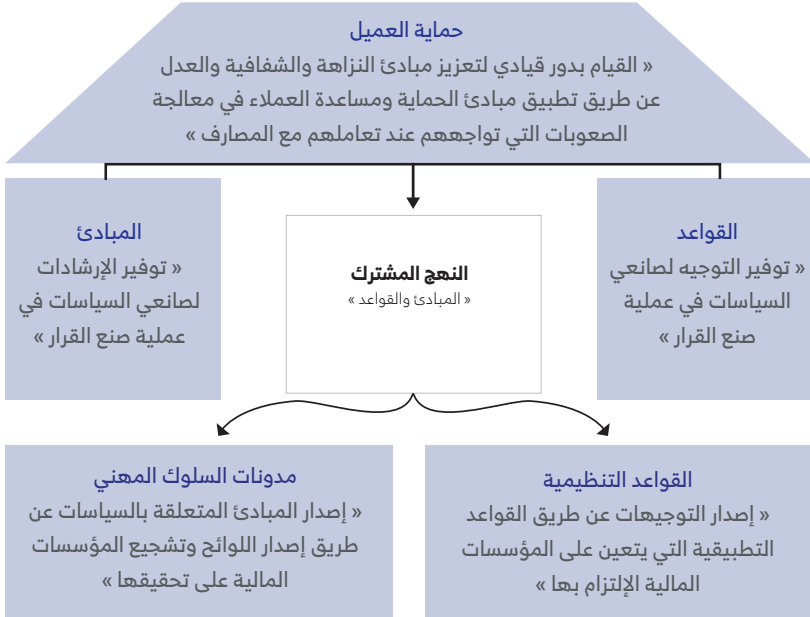 حماية العميل
« القيام بدور قيادي لتعزيز مبادئ النزاهة والشفافية والعدل
عن طريق تطبيق مبادئ الحماية ومساعدة العملاء في معالجة
الصعوبات التي تواجههم عند تعاملهم مع المصارف »
القواعد
« توفير التوجيه لصانعي
السياسات في عملية
صنع القرار »
النهج المشترك
« المبادئ والقواعد »
المبادئ
« توفير الإرشادات
لصانعي السياسات في
عملية صنع القرار »
القواعد التنظيمية
« إصدار التوجيهات عن طريق القواعد
التطبيقية التي يتعين على المؤسسات
المالية الإلتزام بها »
مدونات السلوك المهني
« إصدار المبادئ المتعلقة بالسياسات عن
طريق إصدار اللوائح وتشجيع المؤسسات
المالية على تحقيقها »